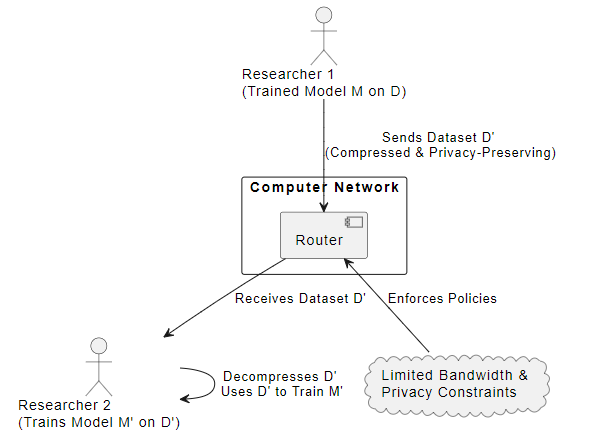 Researcher 1
(Trained Model M on D)
Sends Dataset D'
(Compressed & Privacy-Preserving)
Computer Network
Router
Receives Dataset D'
Enforces Policies
Decompresses D'
Uses D' to Train M'
Limited Bandwidth &
Privacy Constraints
Researcher 2
(Trains Model M' on D')